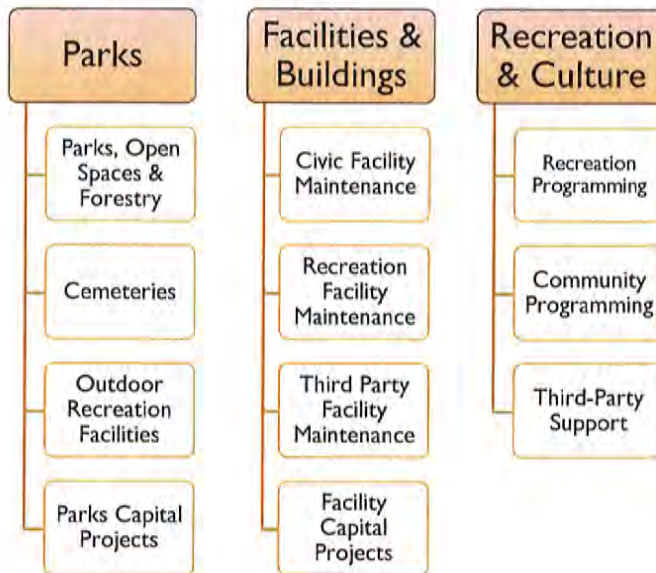 Parks
Parks, Open
Spaces &
Forestry
Cemeteries
Outdoor
Recreation
Facilities
Parks Capital
Projects
Facilities &
Buildings
Civic Facility
Maintenance
Recreation
Facility
Maintenance
Third Party
Facility
Maintenance
Facility
Capital
Projects
Recreation
& Culture
Recreation
Programming
Community
Programming
Third-Party
Support